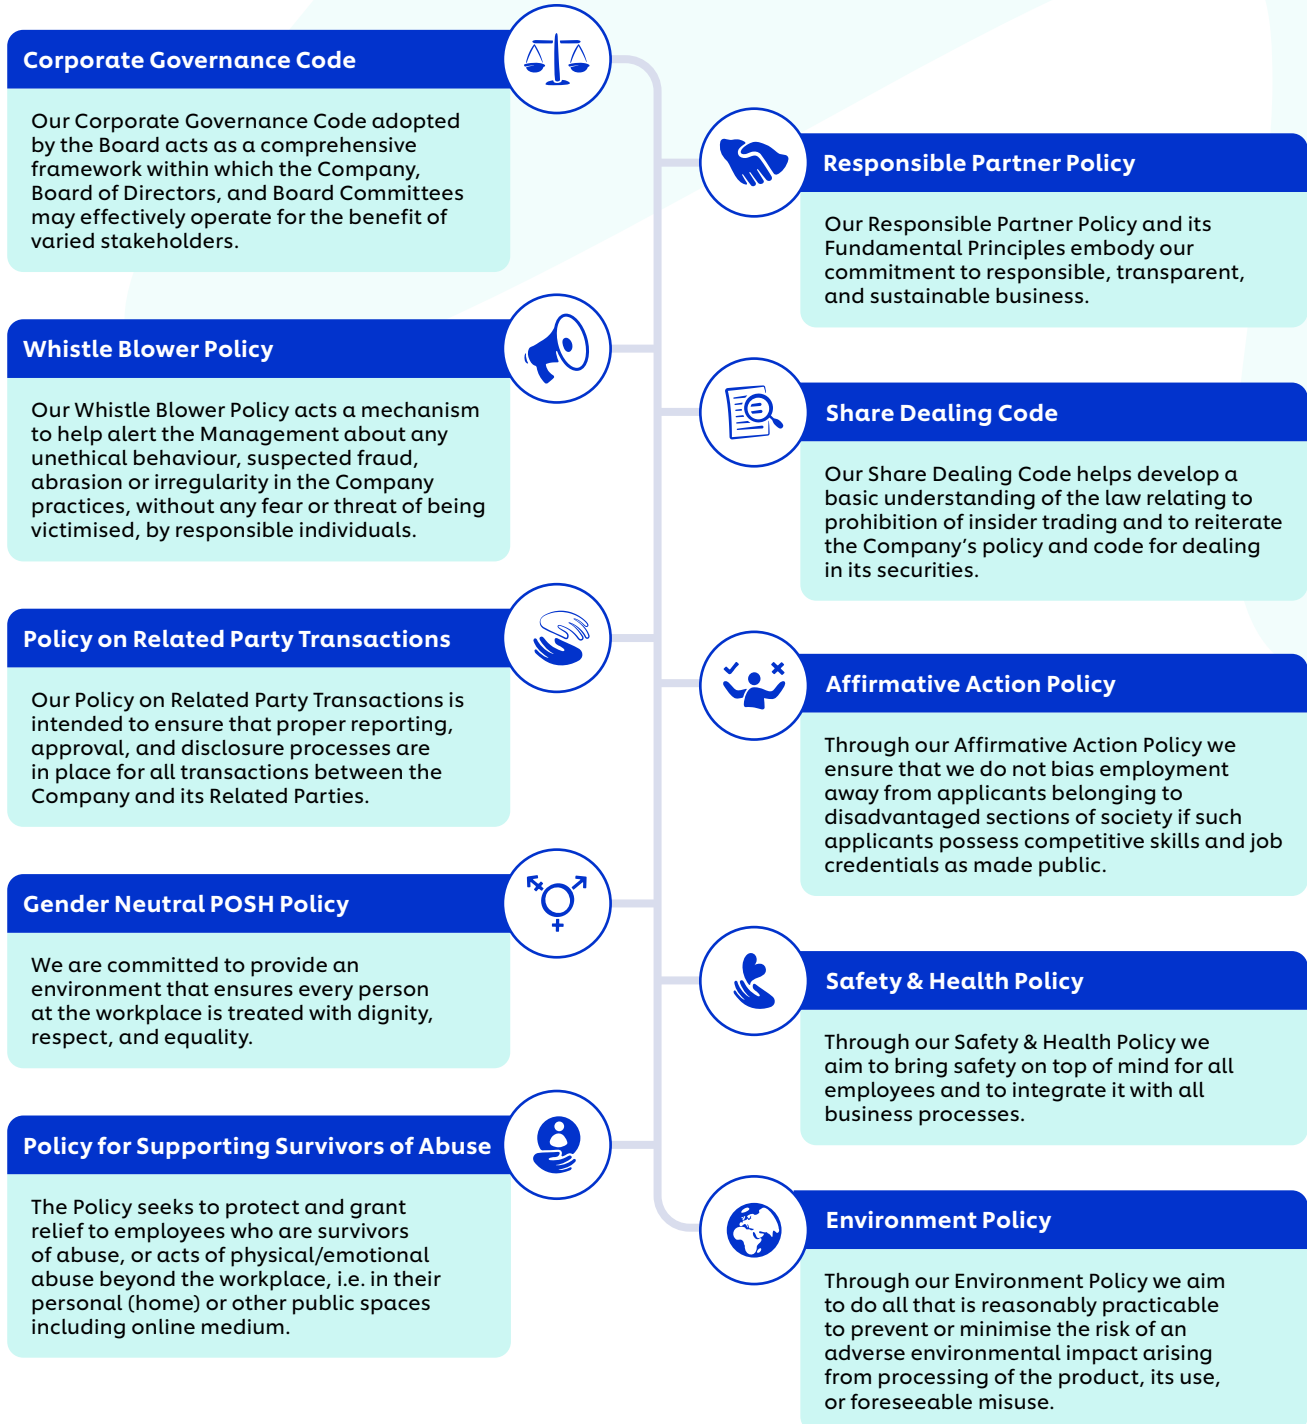 Corporate Governance Code
Our Corporate Governance Code adopted
by the Board acts as a comprehensive
framework within which the Company,
Board of Directors, and Board Committees
may effectively operate for the benefit of
varied stakeholders.
Responsible Partner Policy
Our Responsible Partner Policy and its
Fundamental Principles embody our
commitment to responsible, transparent,
and sustainable business.
Whistle Blower Policy
Our Whistle Blower Policy acts a mechanism
to help alert the Management about any
unethical behaviour, suspected fraud,
abrasion or irregularity in the Company
practices, without any fear or threat of being
victimised, by responsible individuals.
Share Dealing Code
Our Share Dealing Code helps develop a
basic understanding of the law relating to
prohibition of insider trading and to reiterate
the Company's policy and code for dealing
in its securities.
Policy on Related Party Transactions
Our Policy on Related Party Transactions is
intended to ensure that proper reporting,
approval, and disclosure processes are
in place for all transactions between the
Company and its Related Parties.
Affirmative Action Policy
Through our Affirmative Action Policy we
ensure that we do not bias employment
away from applicants belonging to
disadvantaged sections of society if such
applicants possess competitive skills and job
credentials as made public.
Gender Neutral POSH Policy
We are committed to provide an
environment that ensures every person
at the workplace is treated with dignity,
respect, and equality.
Safety & Health Policy
Through our Safety & Health Policy we
aim to bring safety on top of mind for all
employees and to integrate it with all
business processes.
Policy for Supporting Survivors of Abuse
The Policy seeks to protect and grant
relief to employees who are survivors
of abuse, or acts of physical/emotional
abuse beyond the workplace, i.e. in their
personal (home) or other public spaces
including online medium.
Environment Policy
Through our Environment Policy we aim
to do all that is reasonably practicable
to prevent or minimise the risk of an
adverse environmental impact arising
from processing of the product, its use,
or foreseeable misuse.